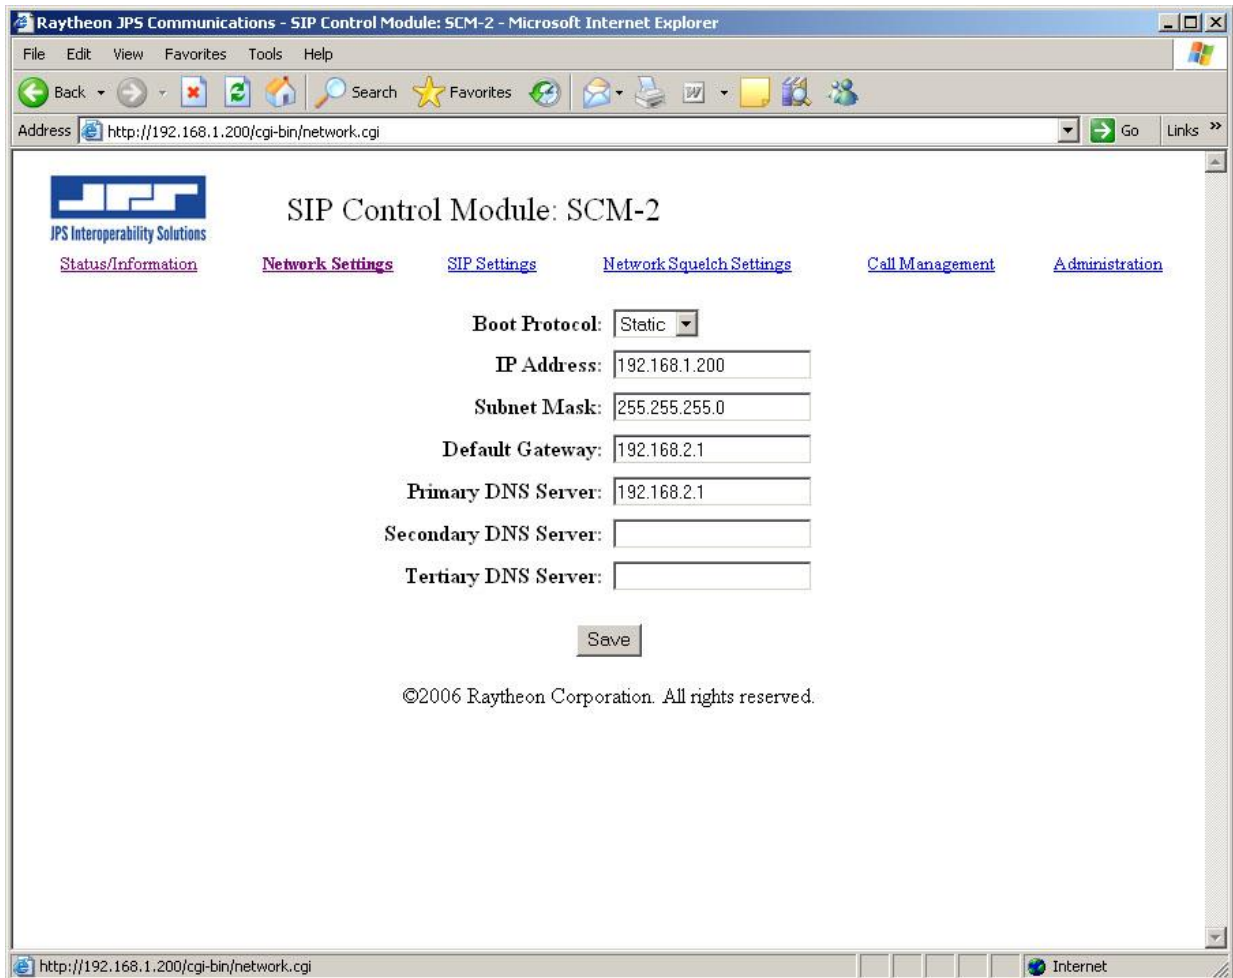 Raytheon JPS Communications - SIP Control Module: SCM-2 - Microsoft Internet Explorer
File Edit View Favorites Tools Help
Back Search Favorites
Address http://192.168.1.200/cgi-bin/network.cgi Go Links »
JPS
JPS Interoperability Solutions
SIP Control Module: SCM-2
Status/Information Network Settings SIP Settings Network Squelch Settings Call Management Administration
Boot Protocol: Static
IP Address: 192.168.1.200
Subnet Mask: 255.255.255.0
Default Gateway: 192.168.2.1
Primary DNS Server: 192.168.2.1
Secondary DNS Server:
Tertiary DNS Server:
Save
©2006 Raytheon Corporation. All rights reserved.
http://192.168.1.200/cgi-bin/network.cgi Internet